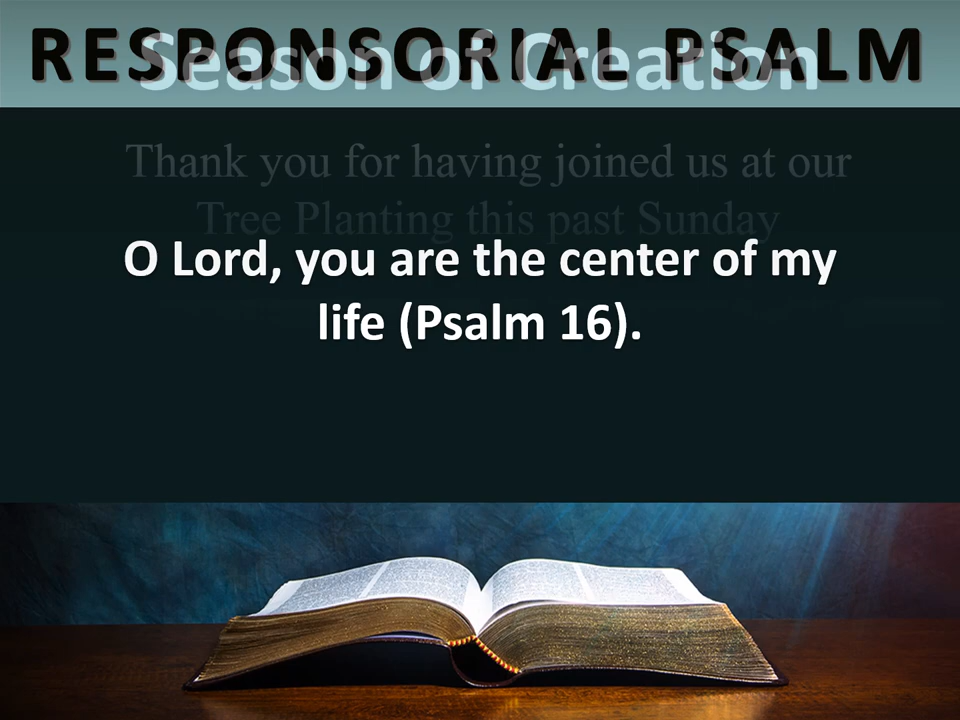 RESPONSORIAL PSALM
Season of Creation
Thank you for having joined us at our
Tree Planting this past Sunday
O Lord, you are the center of my
life (Psalm 16).